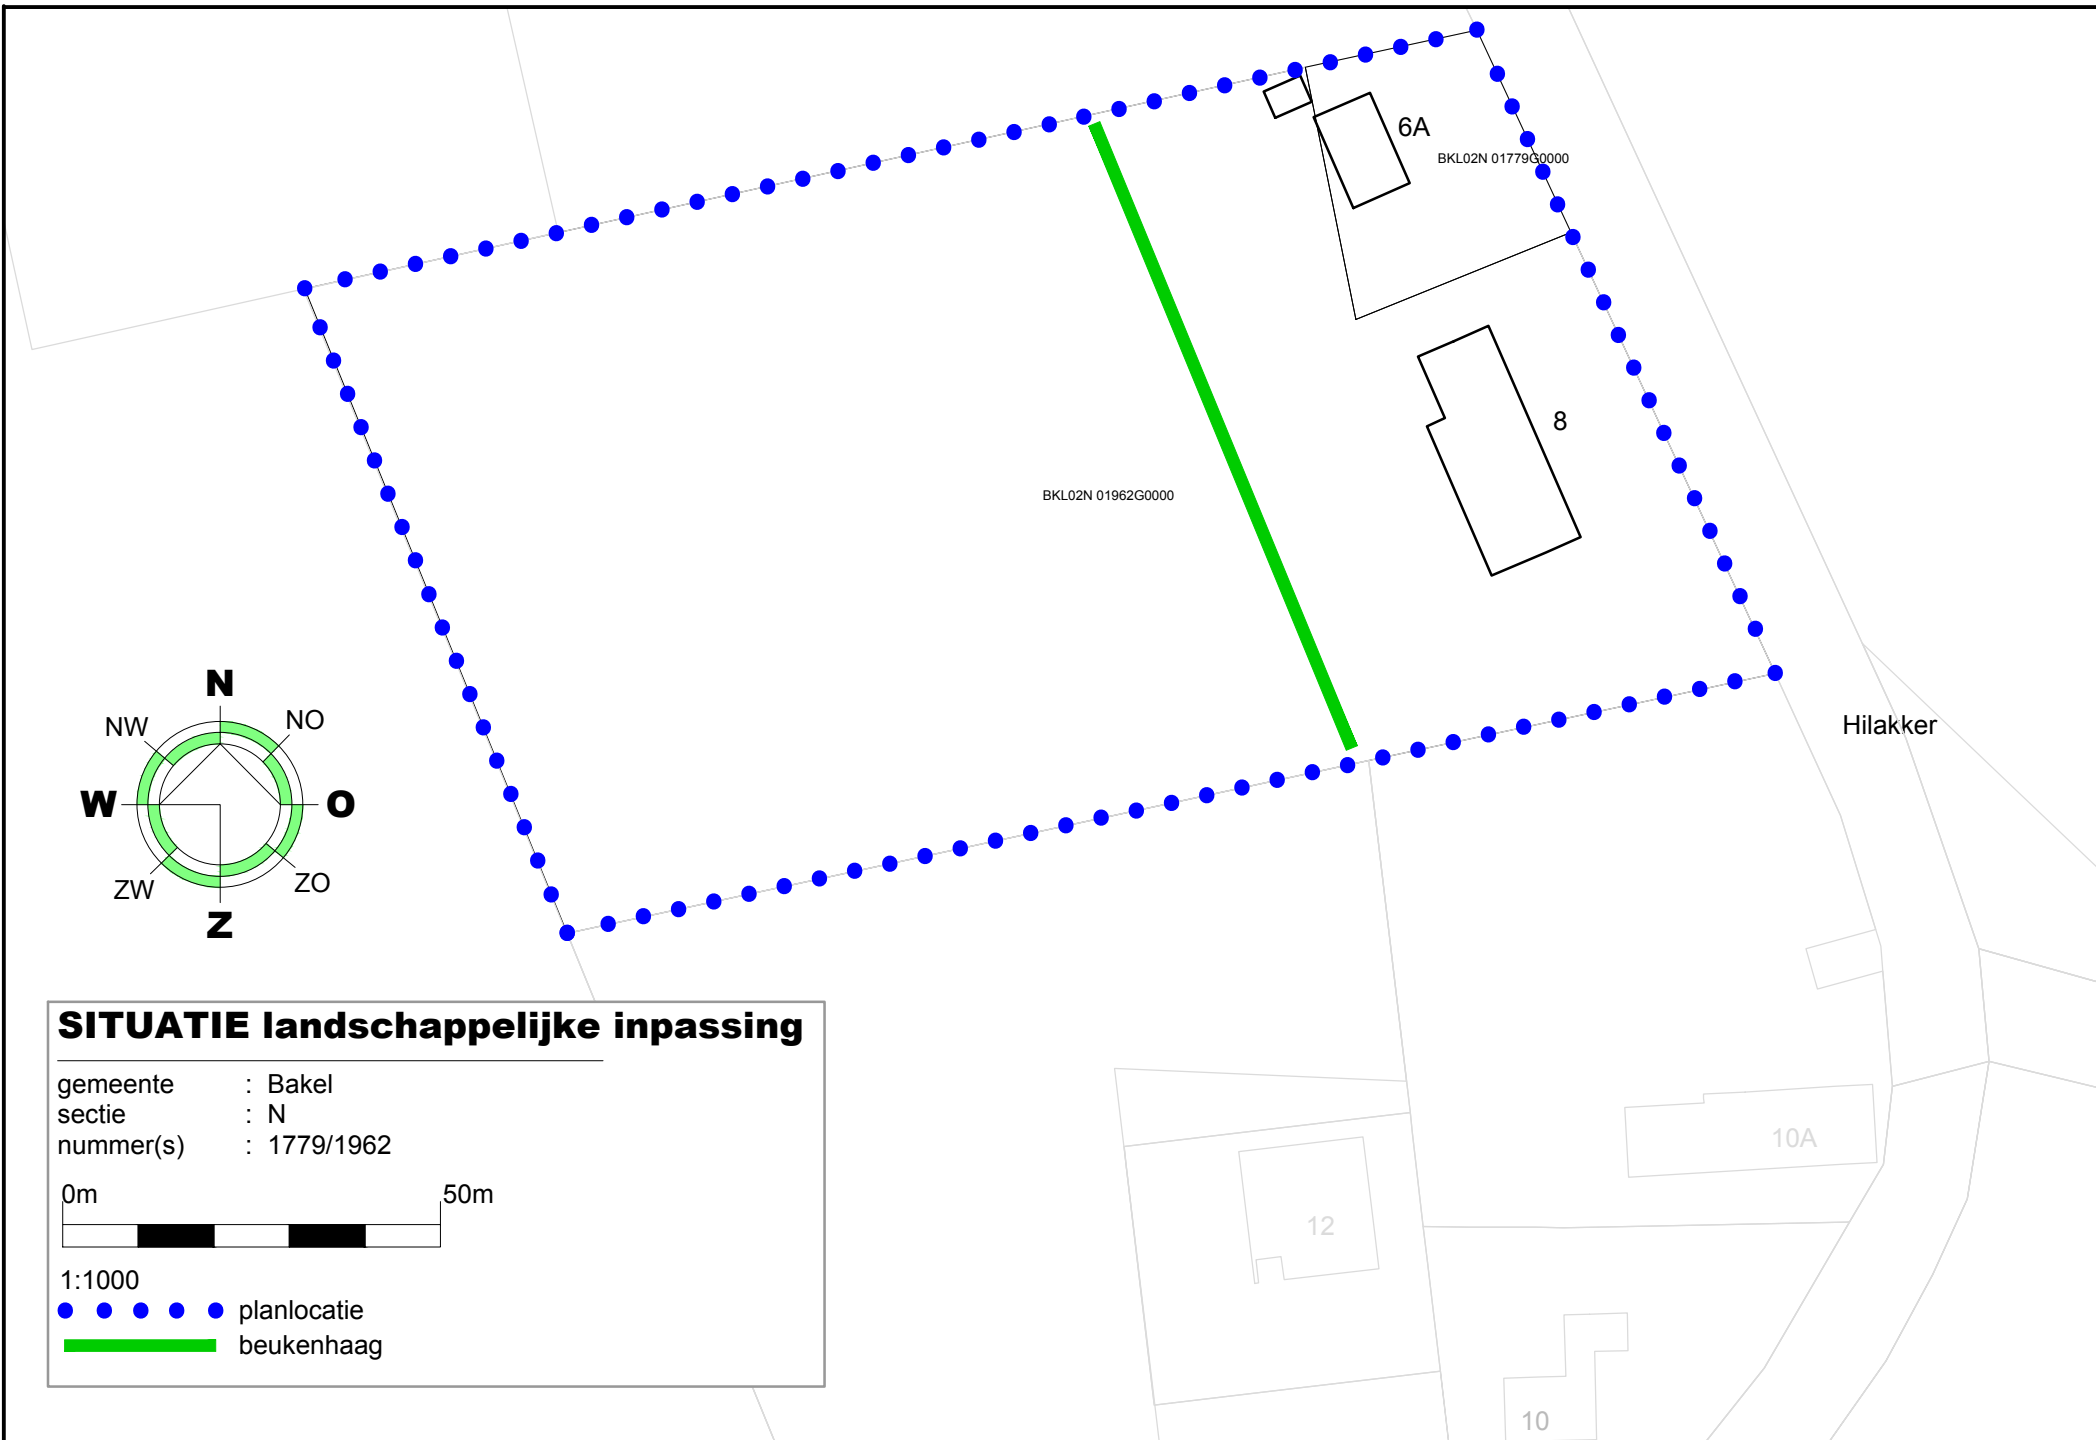 6A
BKL02N 01779G0000
8
BKL02N 01962G0000
Hilakker
N
NW
NO
W
O
ZW
ZO
Z
SITUATIE landschappelijke inpassing
gemeente : Bakel
sectie : N
nummer(s) : 1779/1962
0m 50m
1:1000
planlocatie
beukenhaag
10A
12
10